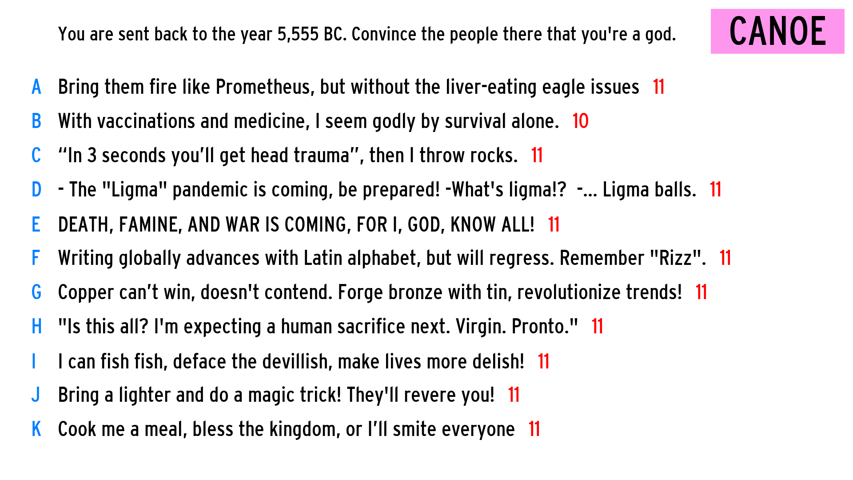 You are sent back to the year 5,555 BC. Convince the people there that you're a god.
CANOE
A Bring them fire like Prometheus, but without the liver-eating eagle issues 11
B With vaccinations and medicine, I seem godly by survival alone. 10
C “In 3 seconds you’ll get head trauma”, then I throw rocks. 11
D - The "Ligma" pandemic is coming, be prepared! -What's ligma!? -... Ligma balls. 11
E DEATH, FAMINE, AND WAR IS COMING, FOR I, GOD, KNOW ALL! 11
F Writing globally advances with Latin alphabet, but will regress. Remember "Rizz". 11
G Copper can’t win, doesn't contend. Forge bronze with tin, revolutionize trends! 11
H "Is this all? I'm expecting a human sacrifice next. Virgin. Pronto." 11
I I can fish fish, deface the devillish, make lives more delish! 11
J Bring a lighter and do a magic trick! They'll revere you! 11
K Cook me a meal, bless the kingdom, or I’ll smite everyone 11